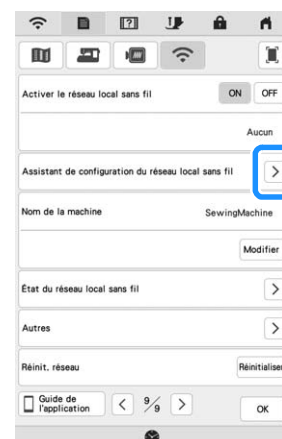 Activer le réseau local sans fil ON OFF
Aucun
Assistant de configuration du réseau local sans fil >
Nom de la machine SewingMachine
Modifier
État du réseau local sans fil >
Autres >
Réinit. réseau Réinitialiser
Guide de
l'application < 9/9 > OK